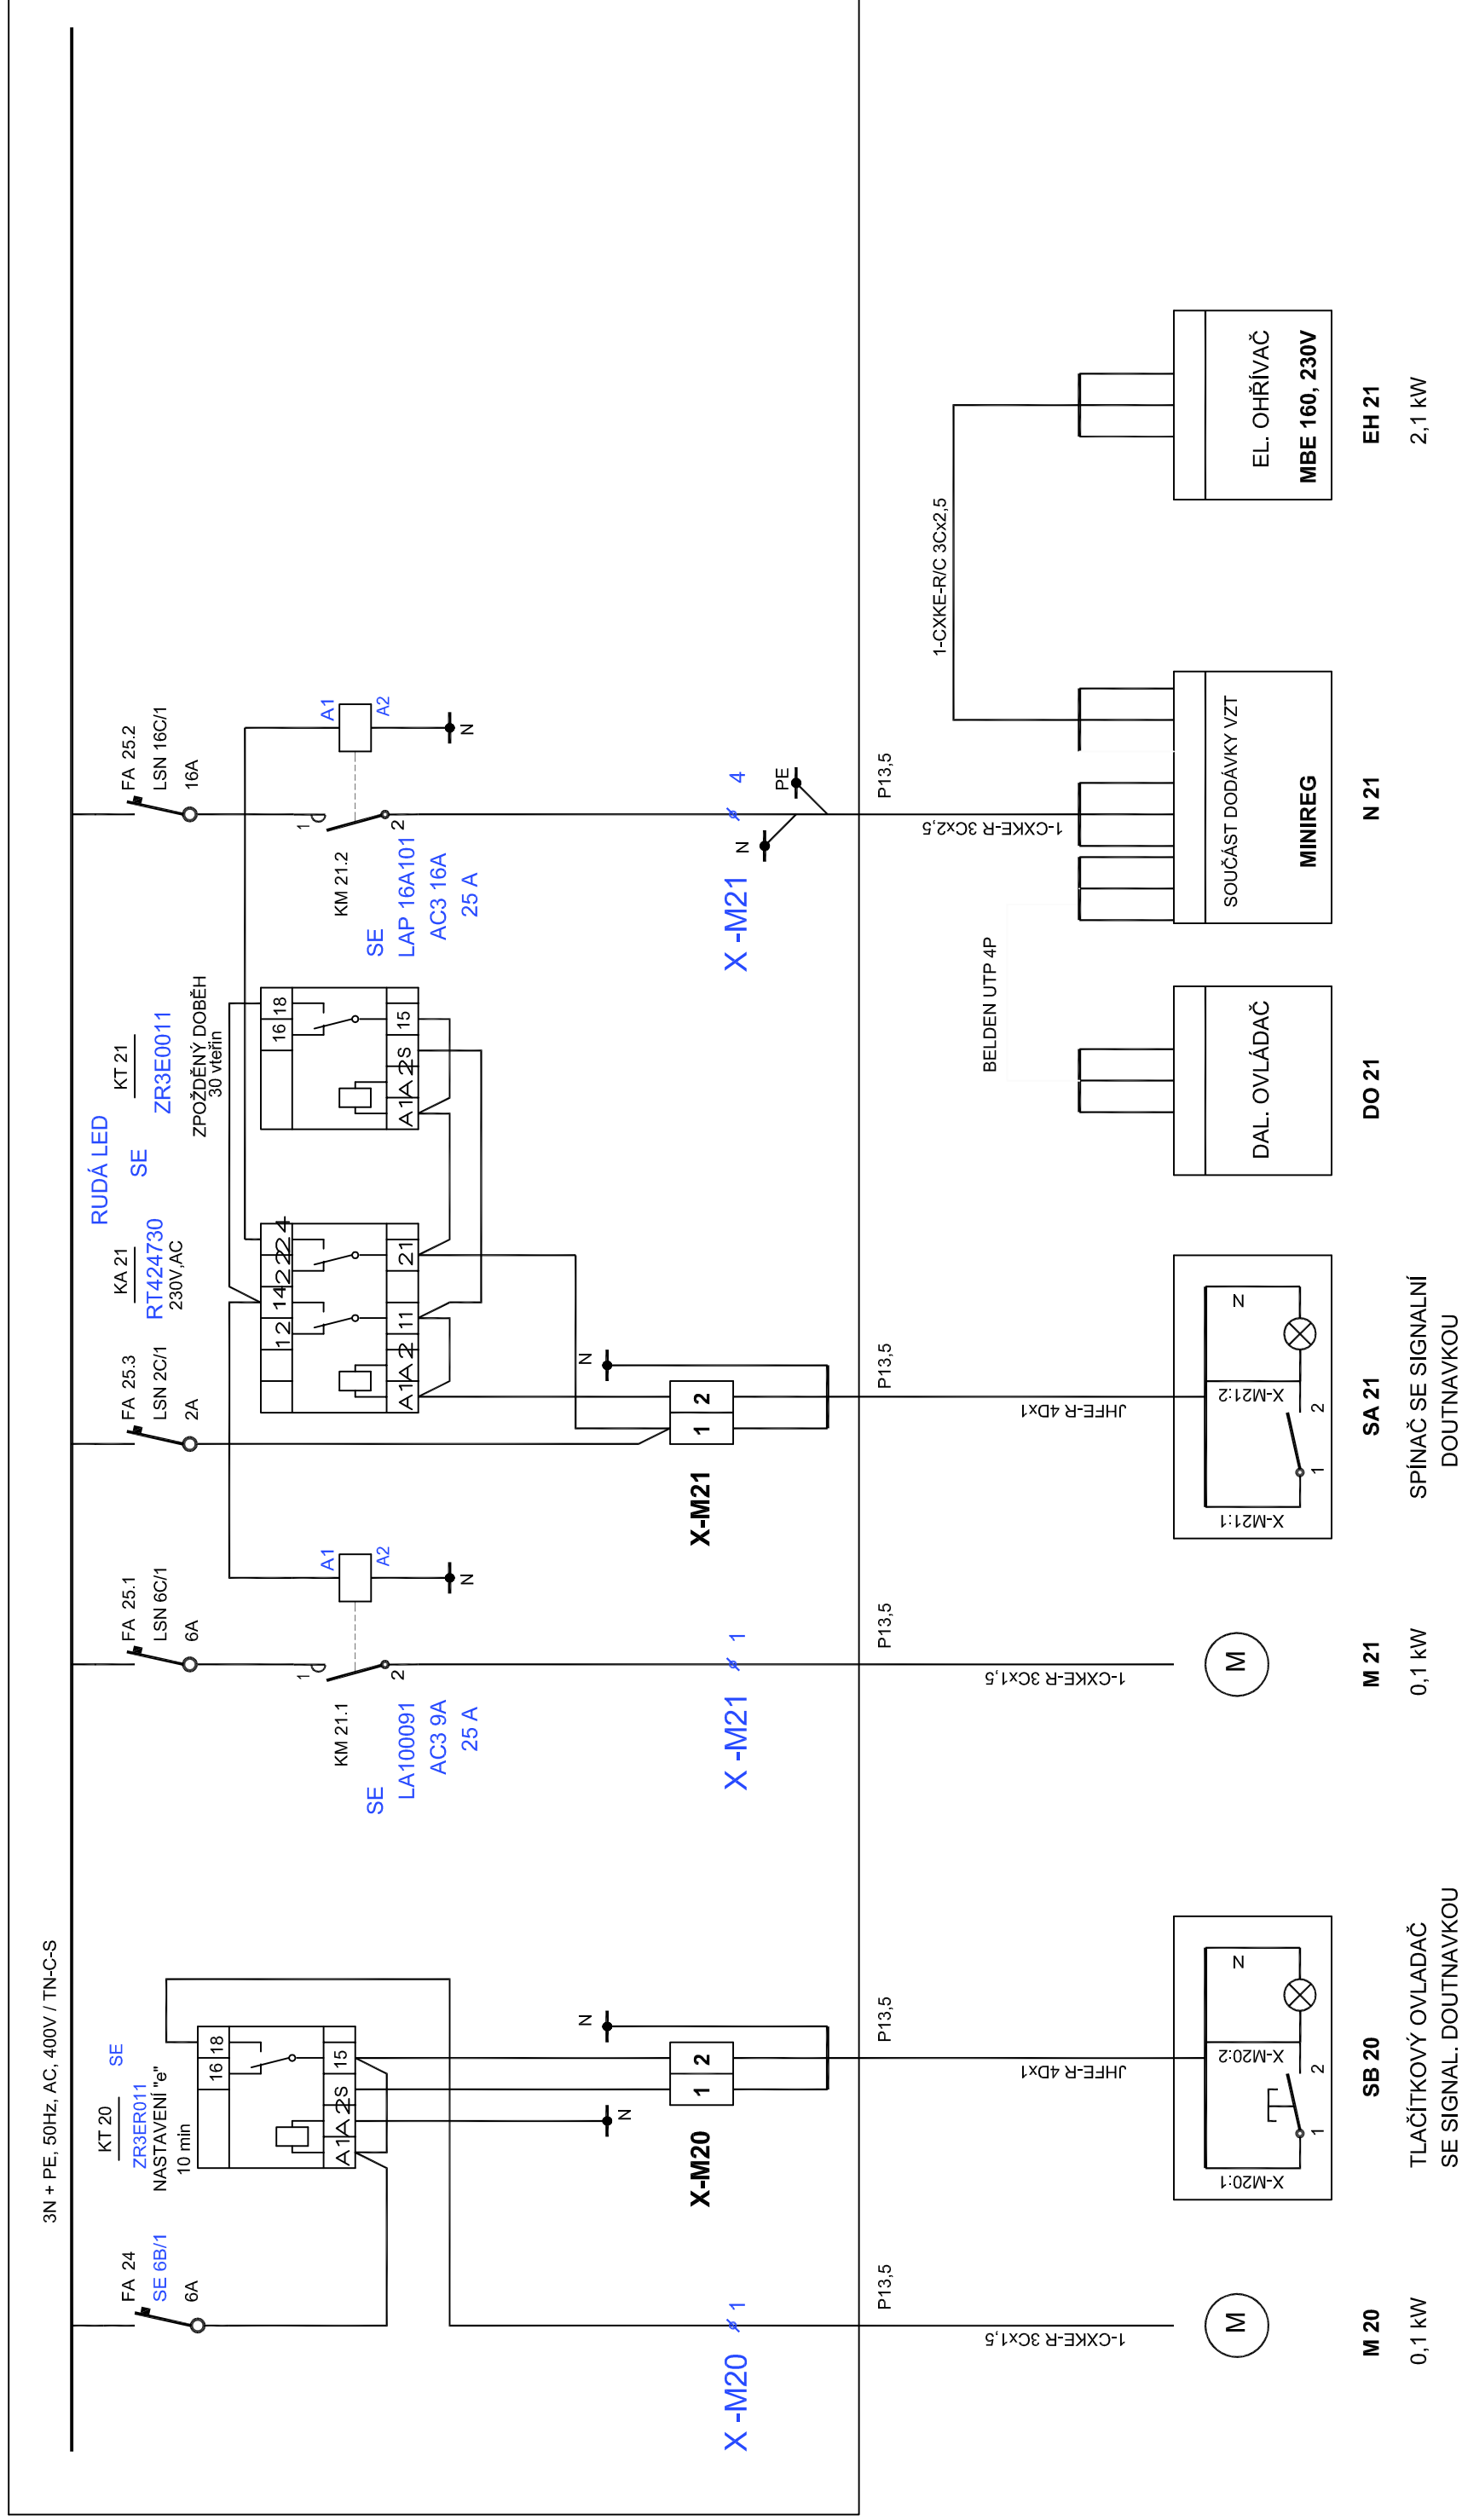 3N + PE, 50Hz, AC, 400V / TN-C-S
FA 24
SE 6B/1
6A
KT 20
SE
ZR3ER011
NASTAVENÍ "e"
10 min
16 18
A1 A2 S 15
N
N
X-M20
1 2
X -M20 1
P13,5
1-CXKE-R 3Cx1,5
M
M 20
0,1 kW
P13,5
JHFE-R 4Dx1
X-M20:1
X-M20:2
N
1 2
SB 20
TLAČÍTKOVÝ OVLADAČ
SE SIGNAL. DOUTNAVKOU
FA 25.1
LSN 6C/1
6A
KM 21.1
1
2
A1
A2
N
SE
LA100091
AC3 9A
25 A
X -M21 1
P13,5
1-CXKE-R 3Cx1,5
M
M 21
0,1 kW
FA 25.3
LSN 2C/1
2A
RUDÁ LED
KA 21
RT424730
230V,AC
12 14 22 24
A1 A2 11 21
SE
KT 21
ZR3E0011
ZPOŽDĚNÝ DOBĚH
30 vteřin
16 18
A1 A2 S 15
N
X-M21
1 2
P13,5
JHFE-R 4Dx1
X-M21:1
X-M21:2
N
1 2
SA 21
SPÍNAČ SE SIGNALNÍ
DOUTNAVKOU
FA 25.2
LSN 16C/1
16A
KM 21.2
1
2
A1
A2
N
SE
LAP 16A101
AC3 16A
25 A
X -M21 4
N
PE
P13,5
1-CXKE-R 3Cx2,5
BELDEN UTP 4P
DAL. OVLÁDAČ
DO 21
SOUČÁST DODÁVKY VZT
MINIREG
N 21
1-CXKE-R/C 3Cx2,5
EL. OHŘÍVAČ
MBE 160, 230V
EH 21
2,1 kW